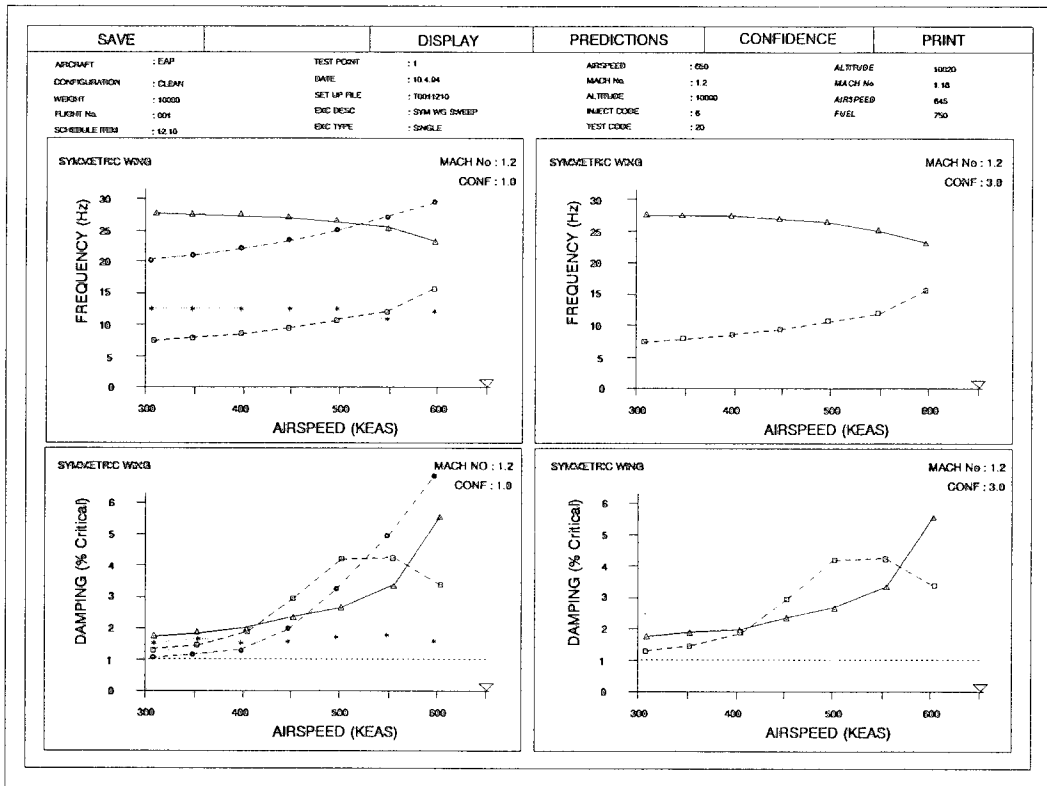 SAVE DISPLAY PREDICTIONS CONFIDENCE PRINT
AIRCRAFT : EAP TEST POINT : 1 AIRSPEED : 650 ALTITUDE 10020
CONFIGURATION : CLEAN DATE : 10.4.94 MACH No. : 1.2 MACH No 1.18
WEIGHT : 10000 SET UP FILE : T0011210 ALTITUDE : 10000 AIRSPEED 645
FLIGHT No. : 001 EXC DESC : SYM WG SWEEP INJECT CODE : 6 FUEL 750
SCHEDULE ITEM : 12.10 EXC TYPE : SINGLE TEST CODE : 20
SYMMETRIC WING MACH No : 1.2
CONF : 1.0
FREQUENCY (Hz)
30
25
20
15
10
5
0
300 400 500 600
AIRSPEED (KEAS)
SYMMETRIC WING MACH No : 1.2
CONF : 3.0
FREQUENCY (Hz)
30
25
20
15
10
5
0
300 400 500 600
AIRSPEED (KEAS)
SYMMETRIC WING MACH NO : 1.2
CONF : 1.0
DAMPING (% Critical)
6
5
4
3
2
1
0
300 400 500 600
AIRSPEED (KEAS)
SYMMETRIC WING MACH No : 1.2
CONF : 3.0
DAMPING (% Critical)
6
5
4
3
2
1
0
300 400 500 600
AIRSPEED (KEAS)